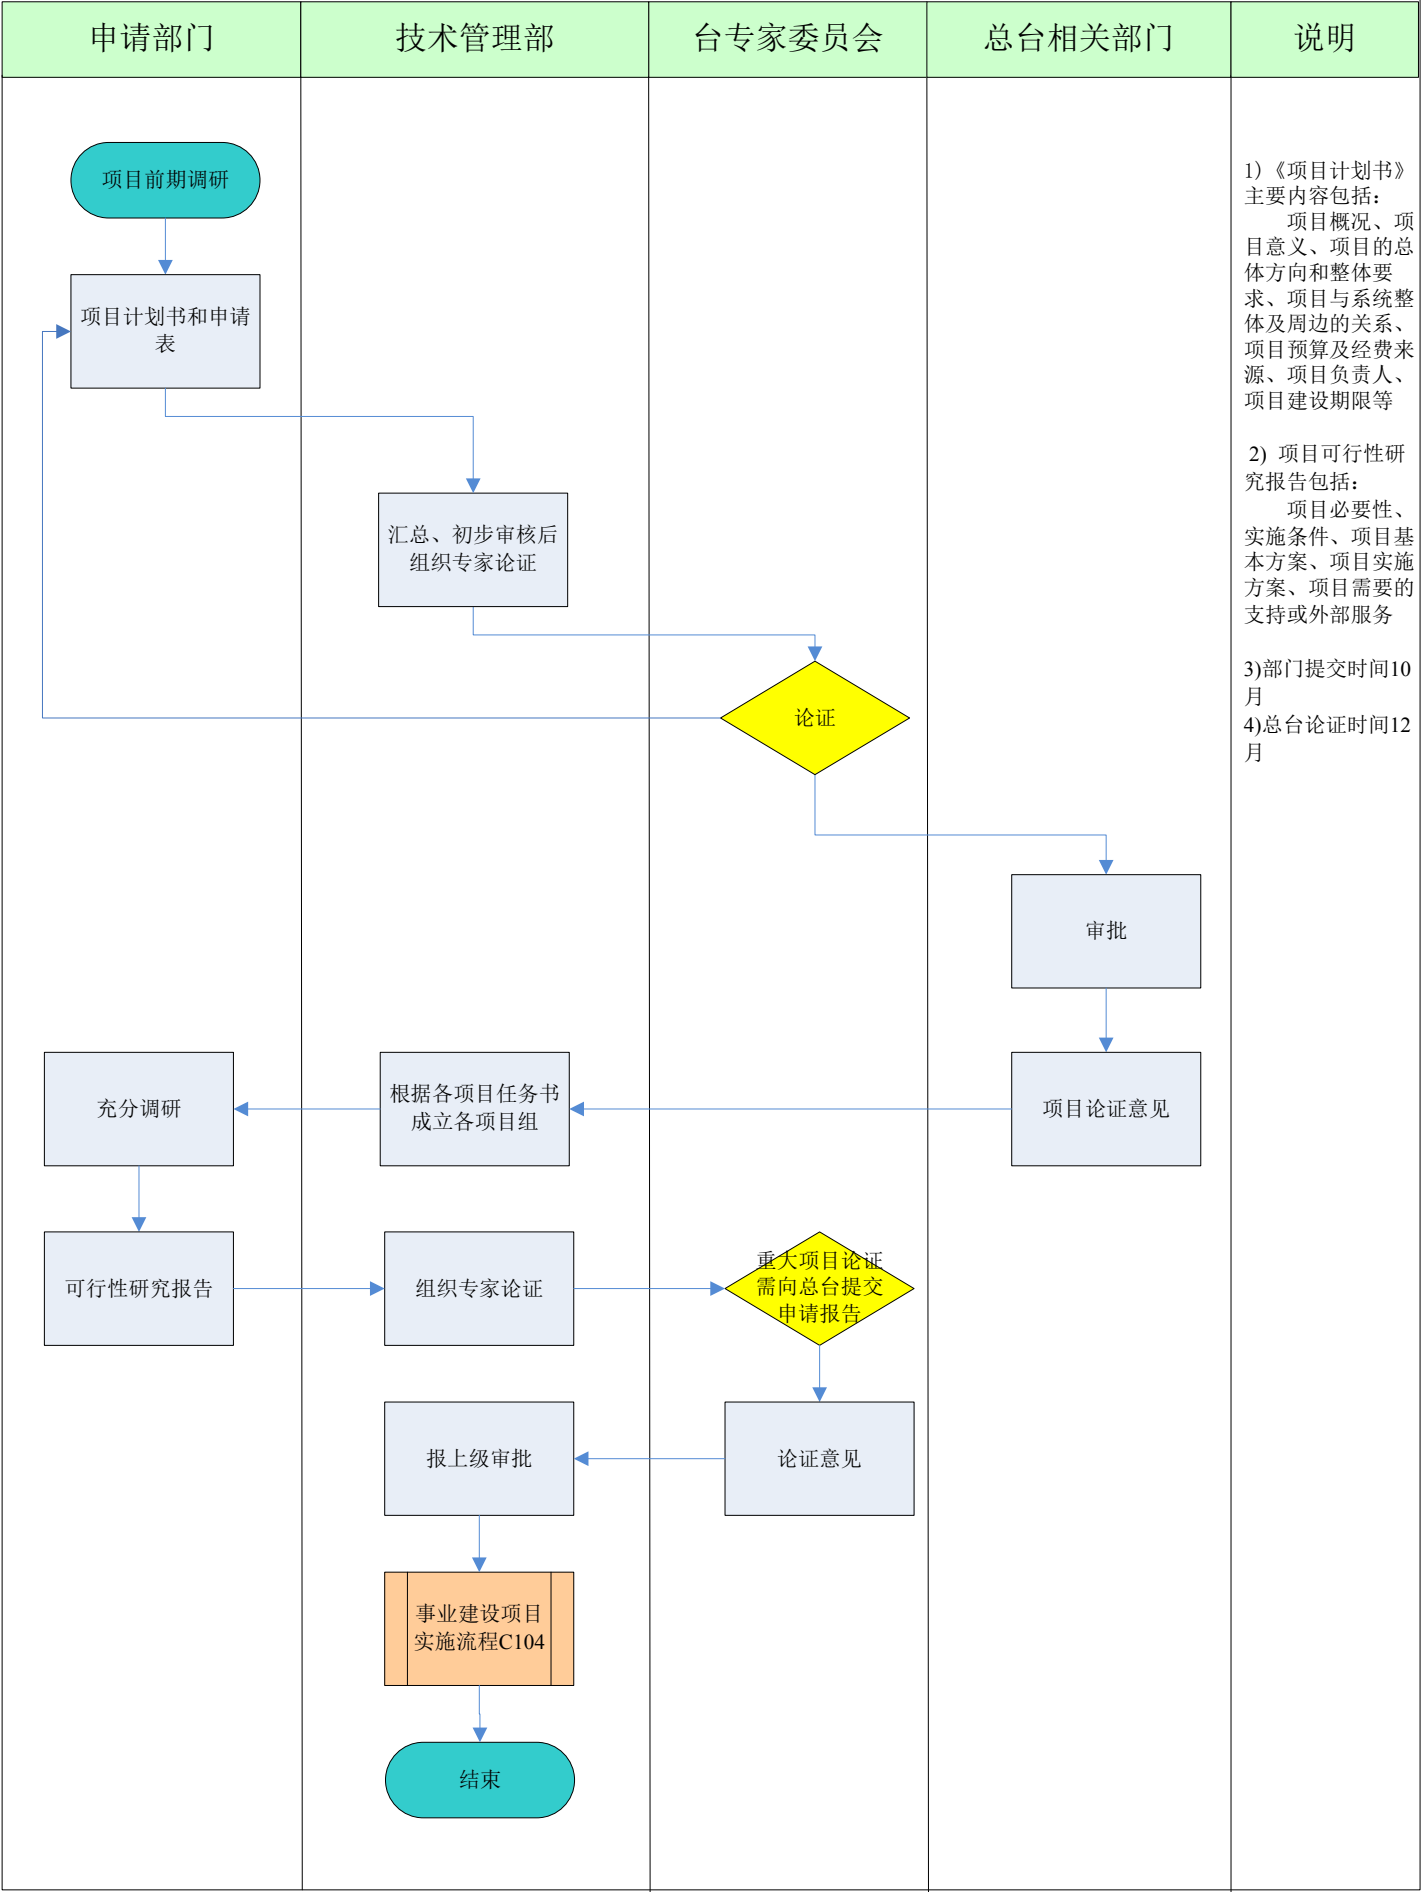 申请部门
技术管理部
台专家委员会
总台相关部门
说明
项目前期调研
项目计划书和申请
表
汇总、初步审核后
组织专家论证
论证
审批
项目论证意见
根据各项目任务书
成立各项目组
充分调研
可行性研究报告
组织专家论证
重大项目论证
需向总台提交
申请报告
论证意见
报上级审批
事业建设项目
实施流程C104
结束
1)《项目计划书》
主要内容包括：
项目概况、项
目意义、项目的总
体方向和整体要
求、项目与系统整
体及周边的关系、
项目预算及经费来
源、项目负责人、
项目建设期限等
2) 项目可行性研
究报告包括：
项目必要性、
实施条件、项目基
本方案、项目实施
方案、项目需要的
支持或外部服务
3)部门提交时间10
月
4)总台论证时间12
月